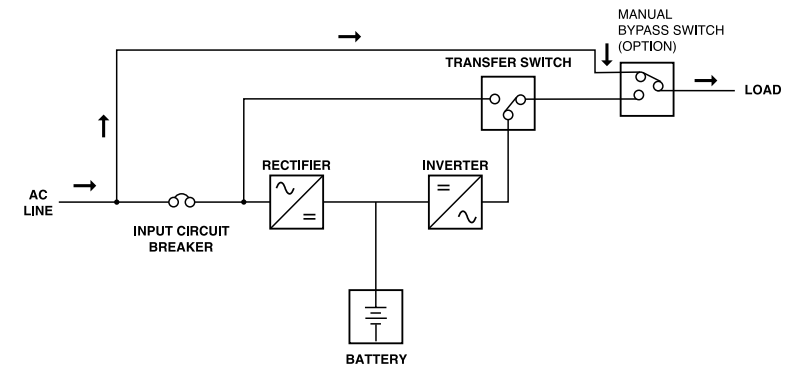 MANUAL
BYPASS SWITCH
(OPTION)
TRANSFER SWITCH
LOAD
RECTIFIER
INVERTER
AC
LINE
INPUT CIRCUIT
BREAKER
BATTERY